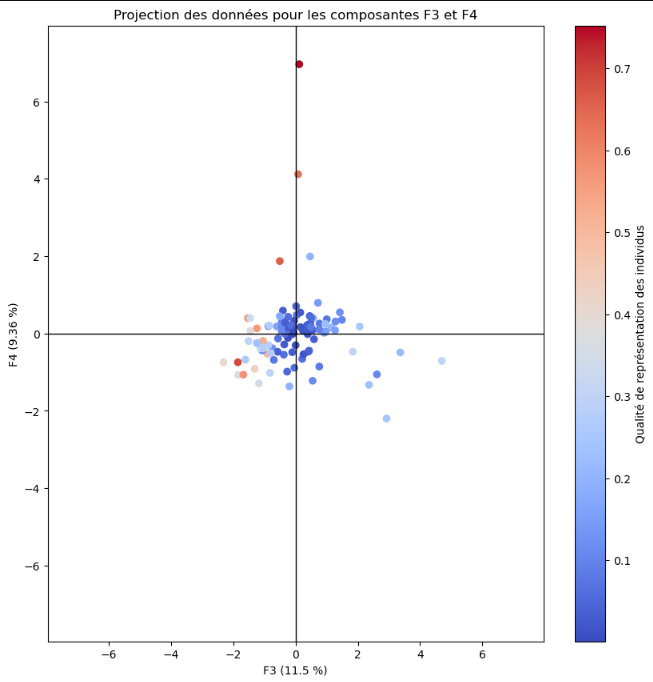 Projection des données pour les composantes F3 et F4
6
4
2
0
−2
−4
−6
F4 (9.36 %)
−6 −4 −2 0 2 4 6
F3 (11.5 %)
0.7
0.6
0.5
0.4
0.3
0.2
0.1
Qualité de représentation des individus